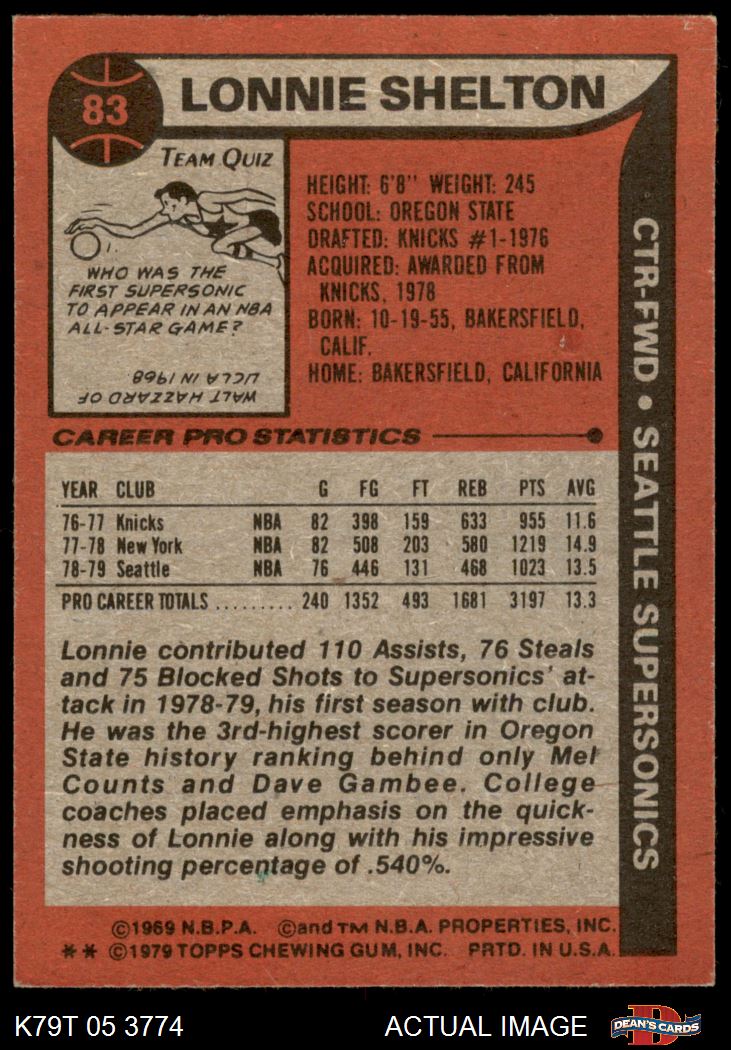 83
LONNIE SHELTON
TEAM QUIZ
WHO WAS THE
FIRST SUPERSONIC
TO APPEAR IN AN NBA
ALL-STAR GAME?
WALT HAZZARD OF
UCLA IN 1968
HEIGHT: 6'8" WEIGHT: 245
SCHOOL: OREGON STATE
DRAFTED: KNICKS #1-1976
ACQUIRED: AWARDED FROM
KNICKS, 1978
BORN: 10-19-55, BAKERSFIELD,
CALIF.
HOME: BAKERSFIELD, CALIFORNIA
CTR-FWD • SEATTLE SUPERSONICS
CAREER PRO STATISTICS
YEAR CLUB G FG FT REB PTS AVG
76-77 Knicks NBA 82 398 159 633 955 11.6
77-78 New York NBA 82 508 203 580 1219 14.9
78-79 Seattle NBA 76 446 131 468 1023 13.5
PRO CAREER TOTALS ......... 240 1352 493 1681 3197 13.3
Lonnie contributed 110 Assists, 76 Steals
and 75 Blocked Shots to Supersonics' at-
tack in 1978-79, his first season with club.
He was the 3rd-highest scorer in Oregon
State history ranking behind only Mel
Counts and Dave Gambee. College
coaches placed emphasis on the quick-
ness of Lonnie along with his impressive
shooting percentage of .540%.
©1969 N.B.P.A. ©and TM N.B.A. PROPERTIES, INC.
** ©1979 TOPPS CHEWING GUM, INC. PRTD. IN U.S.A.
K79T 05 3774 ACTUAL IMAGE
D
DEAN'S CARDS